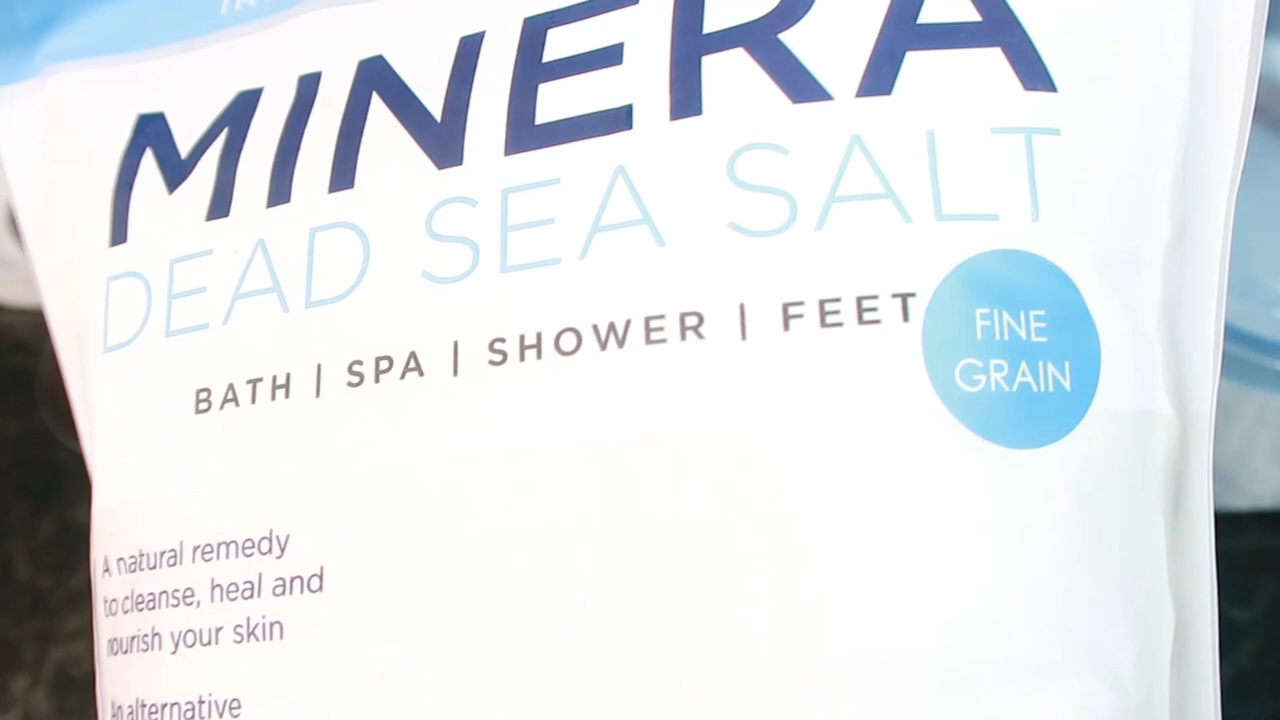 MINERA
DEAD SEA SALT
BATH | SPA | SHOWER | FEET
FINE
GRAIN
A natural remedy
to cleanse, heal and
nourish your skin
An alternative